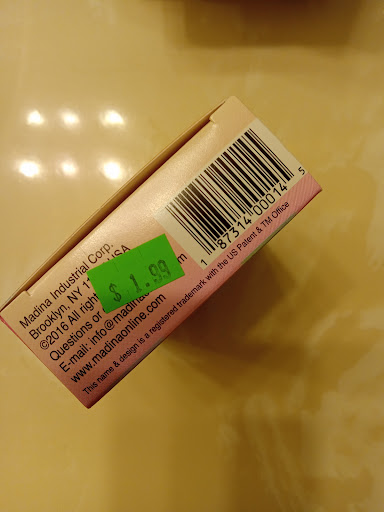 Madina Industrial Corp.
Brooklyn, NY 11 USA
©2016 All righ
Questions or
E-mail: info@madina m
www.madinaonline.com
This name & design is a registered trademark with the US Patent & TM Office
$ 1.99
1 87314 00014 5